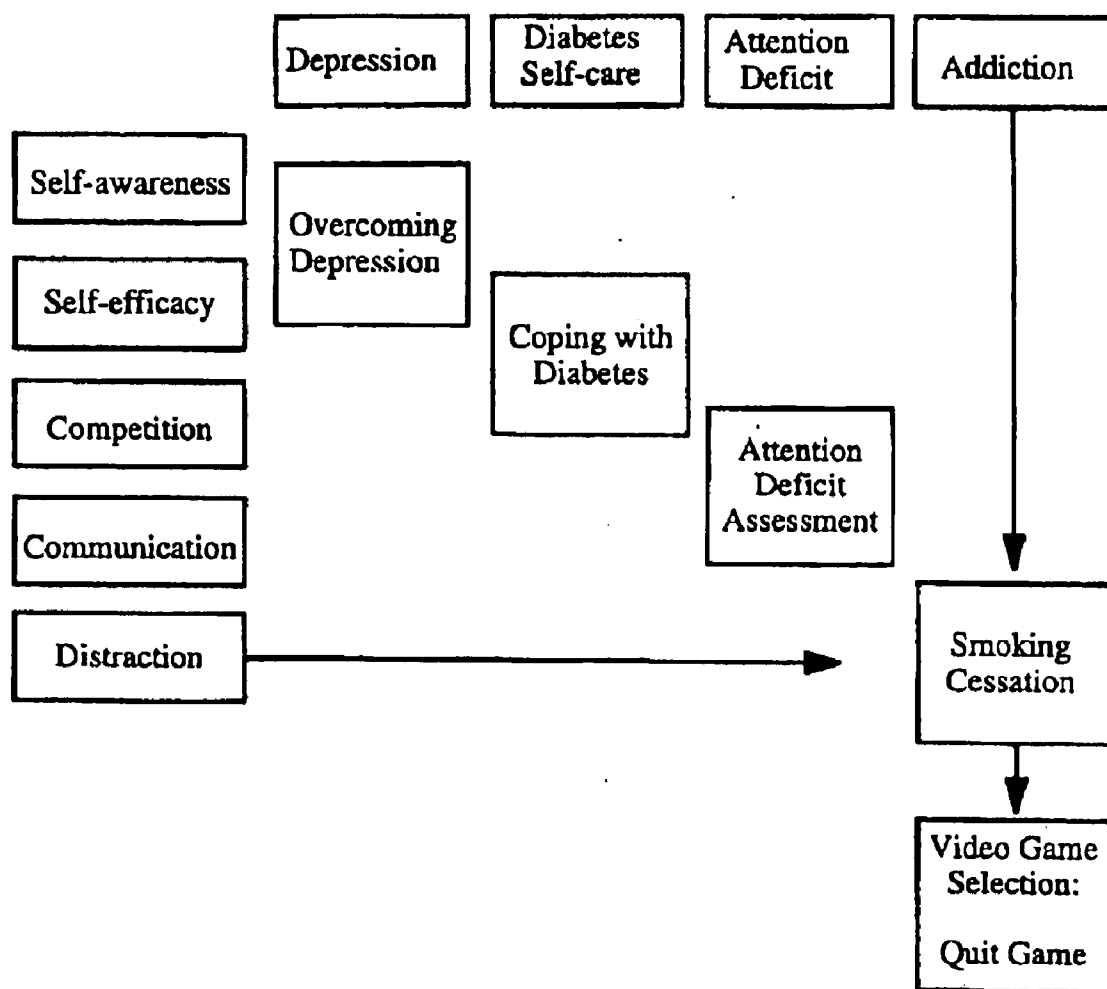 Depression
Diabetes
Self-care
Attention
Deficit
Addiction
Self-awareness
Overcoming
Depression
Self-efficacy
Coping with
Diabetes
Competition
Attention
Deficit
Assessment
Communication
Distraction
Smoking
Cessation
Video Game
Selection:
Quit Game